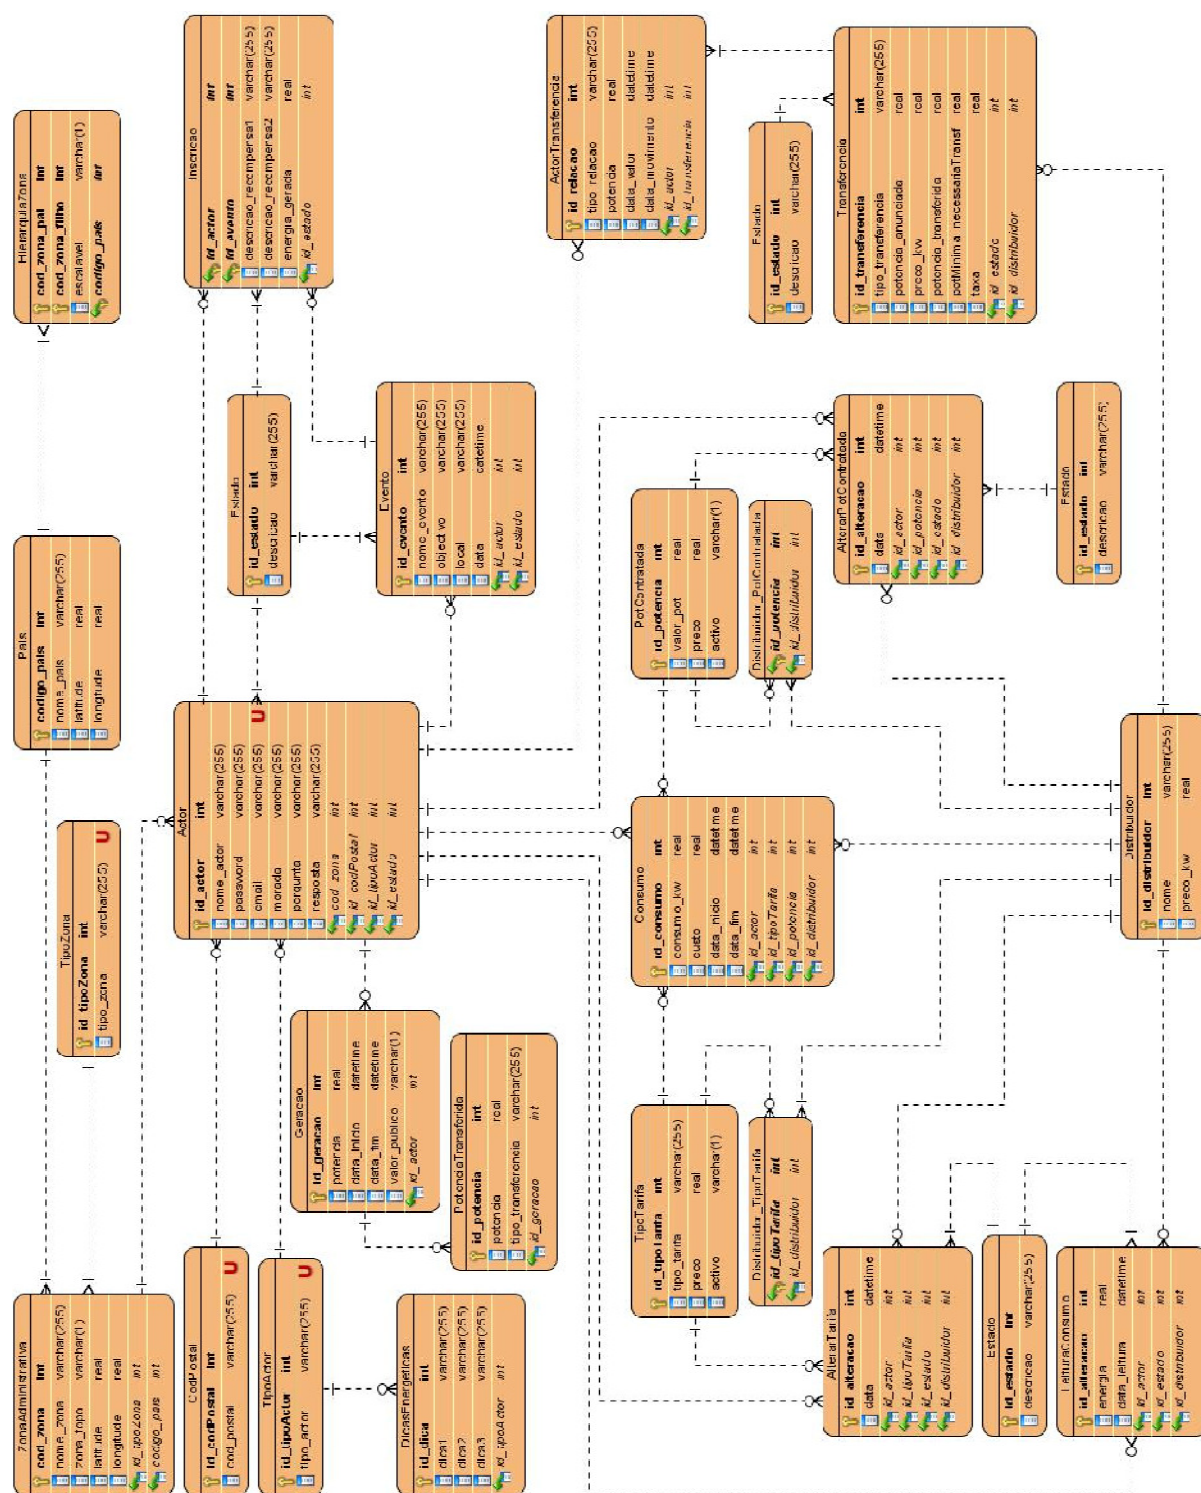 HierarquiaZona
cod_zona_pai int
cod_zona_filho int
escalavel varchar(1)
codigo_pais int
Pais
codigo_pais int
nome_pais varchar(255)
latitude real
longitude real
TipoZona
id_tipoZona int
tipo_zona varchar(255) U
ZonaAdministrativa
cod_zona int
nome_zona varchar(255)
zona_topo varchar(1)
latitude real
longitude real
id_tipoZona int
codigo_pais int
Inscricao
id_actor int
id_evento int
descricao_recompensa1 varchar(255)
descricao_recompensa2 varchar(255)
energia_gerada real
id_estado int
Estado
id_estado int
descricao varchar(255)
Evento
id_evento int
nome_evento varchar(255)
objectivo varchar(255)
local varchar(255)
data datetime
id_actor int
id_estado int
Actor
id_actor int
nome_actor varchar(255)
password varchar(255)
email varchar(255) U
morada varchar(255)
pergunta varchar(255)
resposta varchar(255)
cod_zona int
id_codPostal int
id_tipoActor int
id_estado int
Geracao
id_geracao int
potencia real
data_inicio datetime
data_fim datetime
valor_publico varchar(1)
id_actor int
PotenciaTransferida
id_potencia int
potencia real
tipo_transferencia varchar(255)
id_geracao int
CodPostal
id_codPostal int
cod_postal varchar(255) U
TipoActor
id_tipoActor int
tipo_actor varchar(255) U
DicasEnergeticas
id_dica int
dica1 varchar(255)
dica2 varchar(255)
dica3 varchar(255)
id_tipoActor int
ActorTransferencia
id_relacao int
tipo_relacao varchar(255)
potencia real
data_valor datetime
data_movimento datetime
id_actor int
id_transferencia int
Estado
id_estado int
descricao varchar(255)
Transferencia
id_transferencia int
tipo_transferencia varchar(255)
potencia_anunciada real
preco_kw real
potencia_transferida real
potMinima_necessariaTransf real
taxa real
id_estado int
id_distribuidor int
PotContratada
id_potencia int
valor_pot real
preco real
activo varchar(1)
Distribuidor_PotContratada
id_potencia int
id_distribuidor int
AlterarPotContratada
id_alteracao int
data datetime
id_actor int
id_potencia int
id_estado int
id_distribuidor int
Estado
id_estado int
descricao varchar(255)
Consumo
id_consumo int
consumo_kw real
custo real
data_inicio datetime
data_fim datetime
id_actor int
id_tipoTarifa int
id_potencia int
id_distribuidor int
Distribuidor
id_distribuidor int
nome varchar(255)
preco_kw real
TipoTarifa
id_tipoTarifa int
tipo_tarifa varchar(255)
preco real
activo varchar(1)
Distribuidor_TipoTarifa
id_tipoTarifa int
id_distribuidor int
AlterarTarifa
id_alteracao int
data datetime
id_actor int
id_tipoTarifa int
id_estado int
id_distribuidor int
Estado
id_estado int
descricao varchar(255)
LeituraConsumo
id_alteracao int
energia real
data_leitura datetime
id_actor int
id_estado int
id_distribuidor int